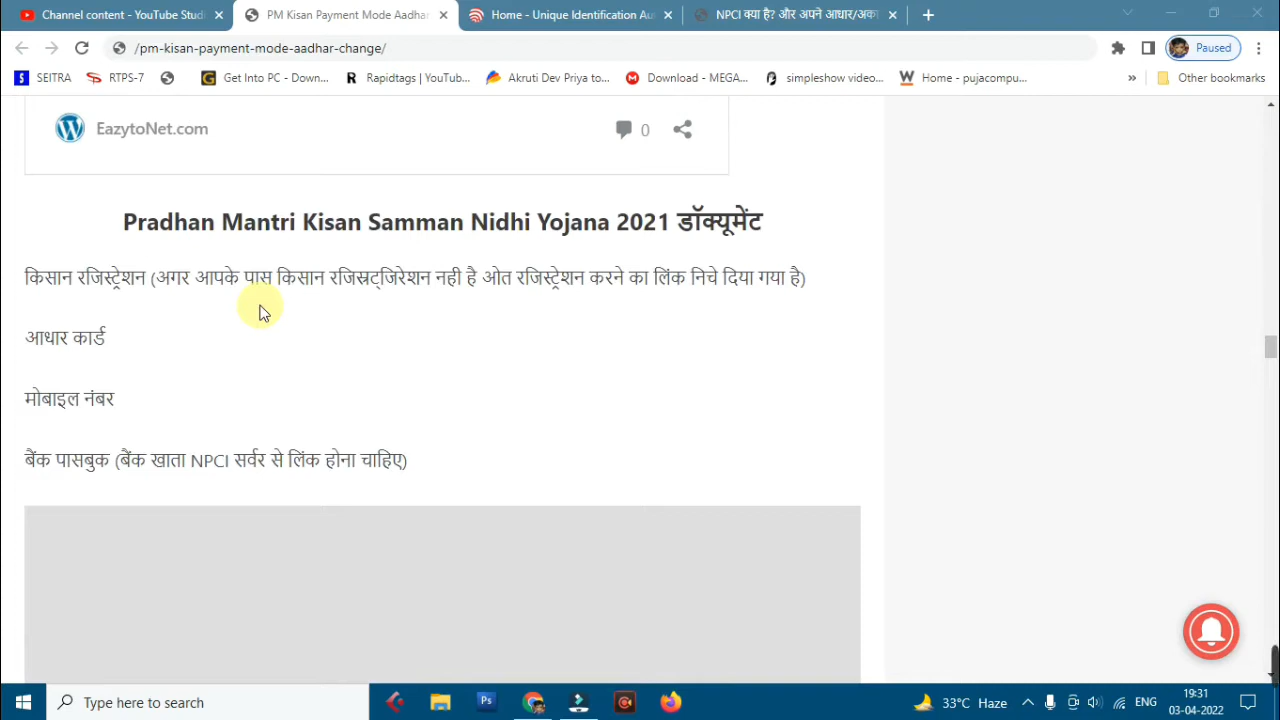 Channel content - YouTube Studi
PM Kisan Payment Mode Aadhar
Home - Unique Identification Au
NPCI क्या है? और अपने आधार/अका
/pm-kisan-payment-mode-aadhar-change/
Paused
SEITRA
RTPS-7
Get Into PC - Down...
Rapidtags | YouTub...
Akruti Dev Priya to...
Download - MEGA...
simpleshow video...
Home - pujacompu...
»
Other bookmarks
EazytoNet.com
0
Pradhan Mantri Kisan Samman Nidhi Yojana 2021 डॉक्यूमेंट
किसान रजिस्ट्रेशन (अगर आपके पास किसान रजिस्रट्जिरेशन नही है ओत रजिस्ट्रेशन करने का लिंक निचे दिया गया है)
आधार कार्ड
मोबाइल नंबर
बैंक पासबुक (बैंक खाता NPCI सर्वर से लिंक होना चाहिए)
Type here to search
Ps
33°C Haze
ENG
19:31
03-04-2022